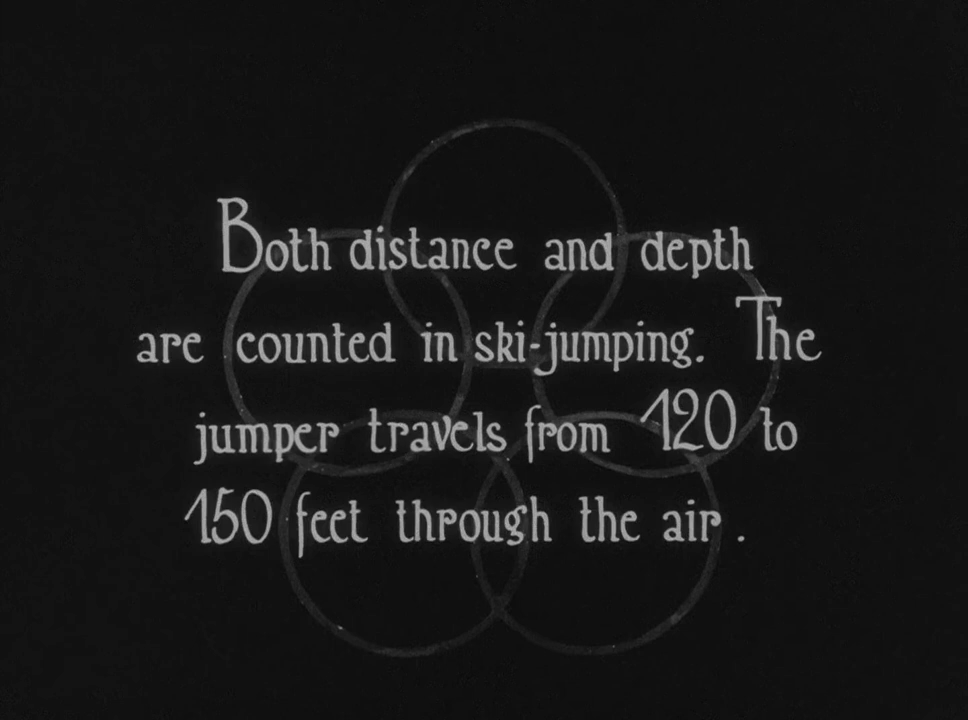 Both distance and depth
are counted in ski-jumping. The
jumper travels from 120 to
150 feet through the air .